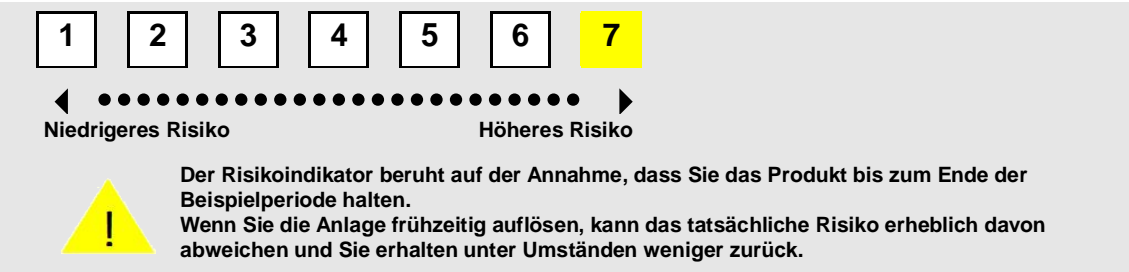 1 2 3 4 5 6 7
Niedrigeres Risiko Höheres Risiko
Der Risikoindikator beruht auf der Annahme, dass Sie das Produkt bis zum Ende der
Beispielperiode halten.
Wenn Sie die Anlage frühzeitig auflösen, kann das tatsächliche Risiko erheblich davon
abweichen und Sie erhalten unter Umständen weniger zurück.
!